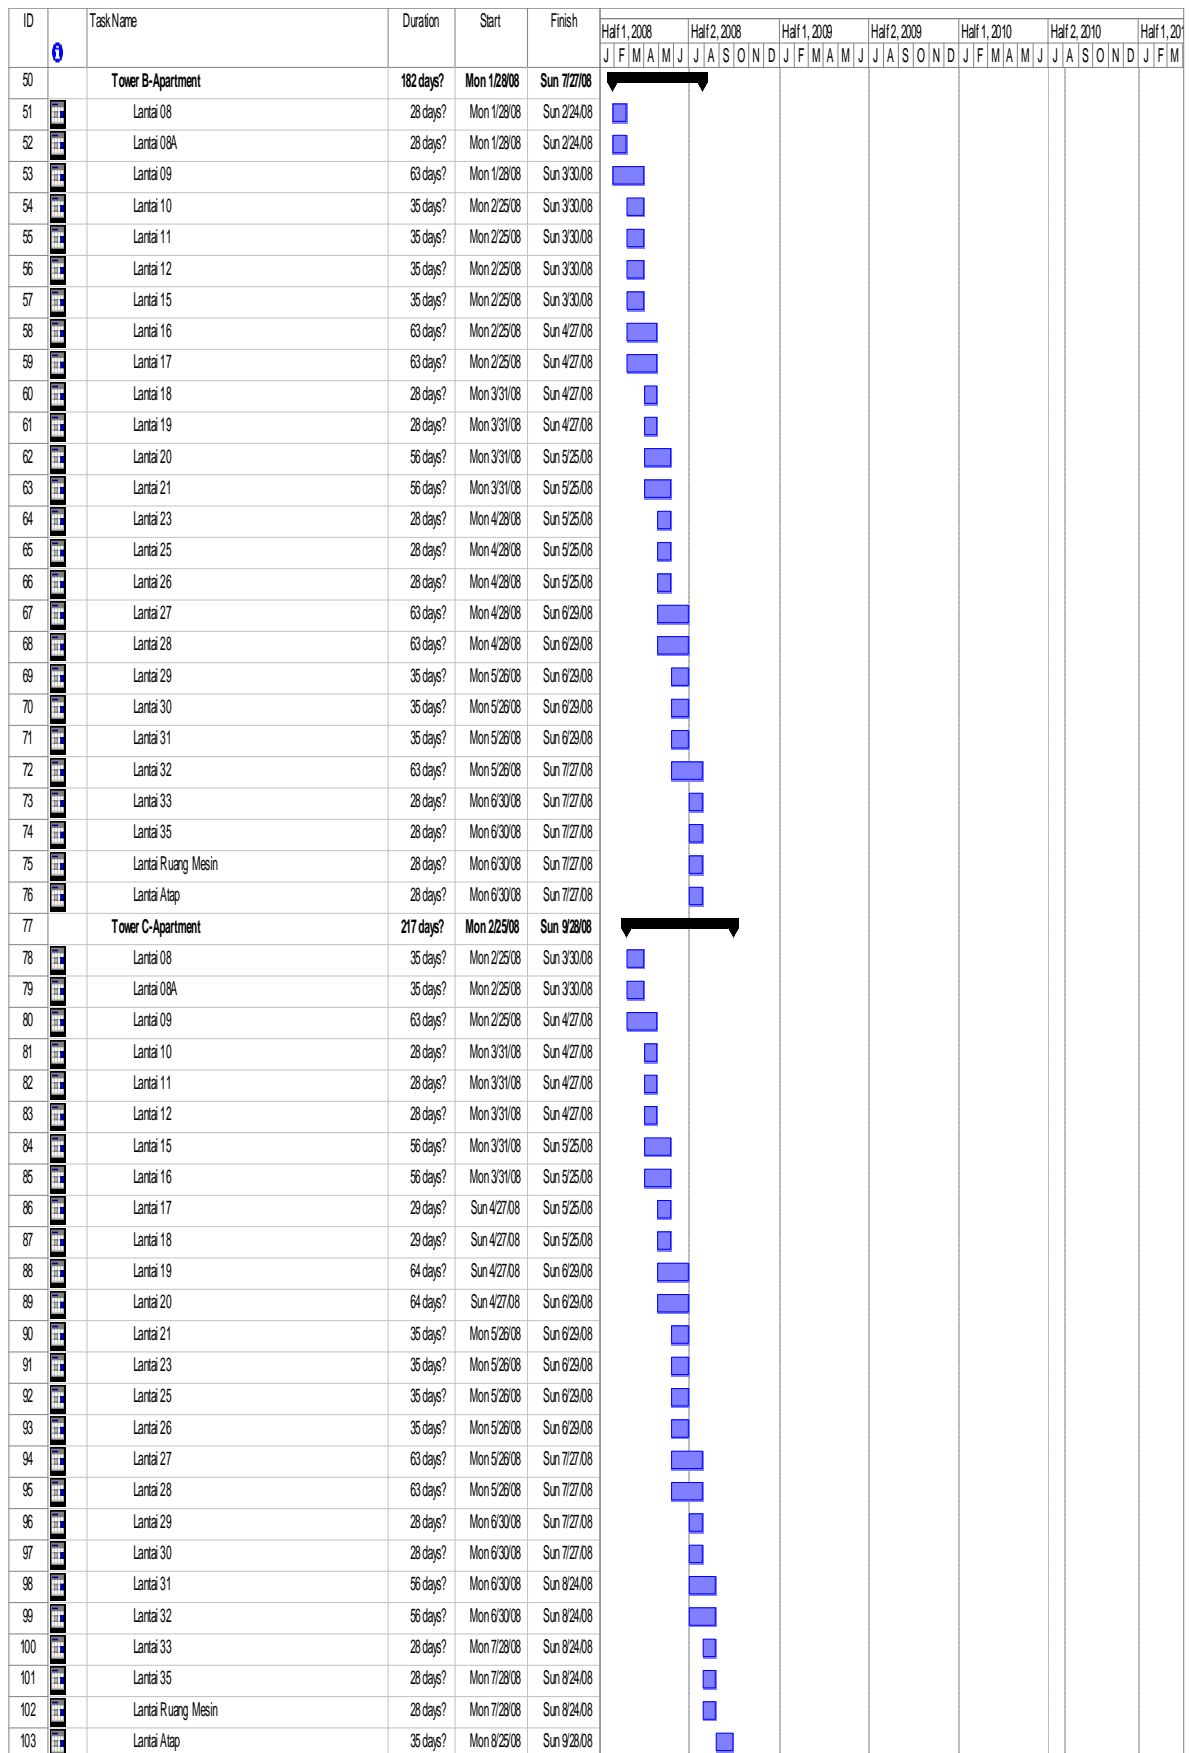 ID Task Name Duration Start Finish
Half 1, 2008 Half 2, 2008 Half 1, 2009 Half 2, 2009 Half 1, 2010 Half 2, 2010 Half 1, 201
J F M A M J J A S O N D J F M A M J J A S O N D J F M A M J J A S O N D J F M
50 Tower B-Apartment 182 days? Mon 1/28/08 Sun 7/27/08
51 Lantai 08 28 days? Mon 1/28/08 Sun 2/24/08
52 Lantai 08A 28 days? Mon 1/28/08 Sun 2/24/08
53 Lantai 09 63 days? Mon 1/28/08 Sun 3/30/08
54 Lantai 10 35 days? Mon 2/25/08 Sun 3/30/08
55 Lantai 11 35 days? Mon 2/25/08 Sun 3/30/08
56 Lantai 12 35 days? Mon 2/25/08 Sun 3/30/08
57 Lantai 15 35 days? Mon 2/25/08 Sun 3/30/08
58 Lantai 16 63 days? Mon 2/25/08 Sun 4/27/08
59 Lantai 17 63 days? Mon 2/25/08 Sun 4/27/08
60 Lantai 18 28 days? Mon 3/31/08 Sun 4/27/08
61 Lantai 19 28 days? Mon 3/31/08 Sun 4/27/08
62 Lantai 20 56 days? Mon 3/31/08 Sun 5/25/08
63 Lantai 21 56 days? Mon 3/31/08 Sun 5/25/08
64 Lantai 23 28 days? Mon 4/28/08 Sun 5/25/08
65 Lantai 25 28 days? Mon 4/28/08 Sun 5/25/08
66 Lantai 26 28 days? Mon 4/28/08 Sun 5/25/08
67 Lantai 27 63 days? Mon 4/28/08 Sun 6/29/08
68 Lantai 28 63 days? Mon 4/28/08 Sun 6/29/08
69 Lantai 29 35 days? Mon 5/26/08 Sun 6/29/08
70 Lantai 30 35 days? Mon 5/26/08 Sun 6/29/08
71 Lantai 31 35 days? Mon 5/26/08 Sun 6/29/08
72 Lantai 32 63 days? Mon 5/26/08 Sun 7/27/08
73 Lantai 33 28 days? Mon 6/30/08 Sun 7/27/08
74 Lantai 35 28 days? Mon 6/30/08 Sun 7/27/08
75 Lantai Ruang Mesin 28 days? Mon 6/30/08 Sun 7/27/08
76 Lantai Atap 28 days? Mon 6/30/08 Sun 7/27/08
77 Tower C-Apartment 217 days? Mon 2/25/08 Sun 9/28/08
78 Lantai 08 35 days? Mon 2/25/08 Sun 3/30/08
79 Lantai 08A 35 days? Mon 2/25/08 Sun 3/30/08
80 Lantai 09 63 days? Mon 2/25/08 Sun 4/27/08
81 Lantai 10 28 days? Mon 3/31/08 Sun 4/27/08
82 Lantai 11 28 days? Mon 3/31/08 Sun 4/27/08
83 Lantai 12 28 days? Mon 3/31/08 Sun 4/27/08
84 Lantai 15 56 days? Mon 3/31/08 Sun 5/25/08
85 Lantai 16 56 days? Mon 3/31/08 Sun 5/25/08
86 Lantai 17 29 days? Sun 4/27/08 Sun 5/25/08
87 Lantai 18 29 days? Sun 4/27/08 Sun 5/25/08
88 Lantai 19 64 days? Sun 4/27/08 Sun 6/29/08
89 Lantai 20 64 days? Sun 4/27/08 Sun 6/29/08
90 Lantai 21 35 days? Mon 5/26/08 Sun 6/29/08
91 Lantai 23 35 days? Mon 5/26/08 Sun 6/29/08
92 Lantai 25 35 days? Mon 5/26/08 Sun 6/29/08
93 Lantai 26 35 days? Mon 5/26/08 Sun 6/29/08
94 Lantai 27 63 days? Mon 5/26/08 Sun 7/27/08
95 Lantai 28 63 days? Mon 5/26/08 Sun 7/27/08
96 Lantai 29 28 days? Mon 6/30/08 Sun 7/27/08
97 Lantai 30 28 days? Mon 6/30/08 Sun 7/27/08
98 Lantai 31 56 days? Mon 6/30/08 Sun 8/24/08
99 Lantai 32 56 days? Mon 6/30/08 Sun 8/24/08
100 Lantai 33 28 days? Mon 7/28/08 Sun 8/24/08
101 Lantai 35 28 days? Mon 7/28/08 Sun 8/24/08
102 Lantai Ruang Mesin 28 days? Mon 7/28/08 Sun 8/24/08
103 Lantai Atap 35 days? Mon 8/25/08 Sun 9/28/08